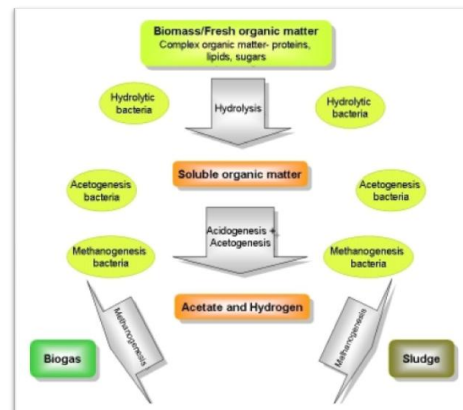 Biomass/Fresh organic matter
Complex organic matter- proteins,
lipids, sugars
Hydrolytic
bacteria
Hydrolysis
Hydrolytic
bacteria
Soluble organic matter
Acetogenesis
bacteria
Acetogenesis
bacteria
Acidogenesis +
Acetogenesis
Methanogenesis
bacteria
Methanogenesis
bacteria
Acetate and Hydrogen
Methanogenesis
Methanogenesis
Biogas
Sludge